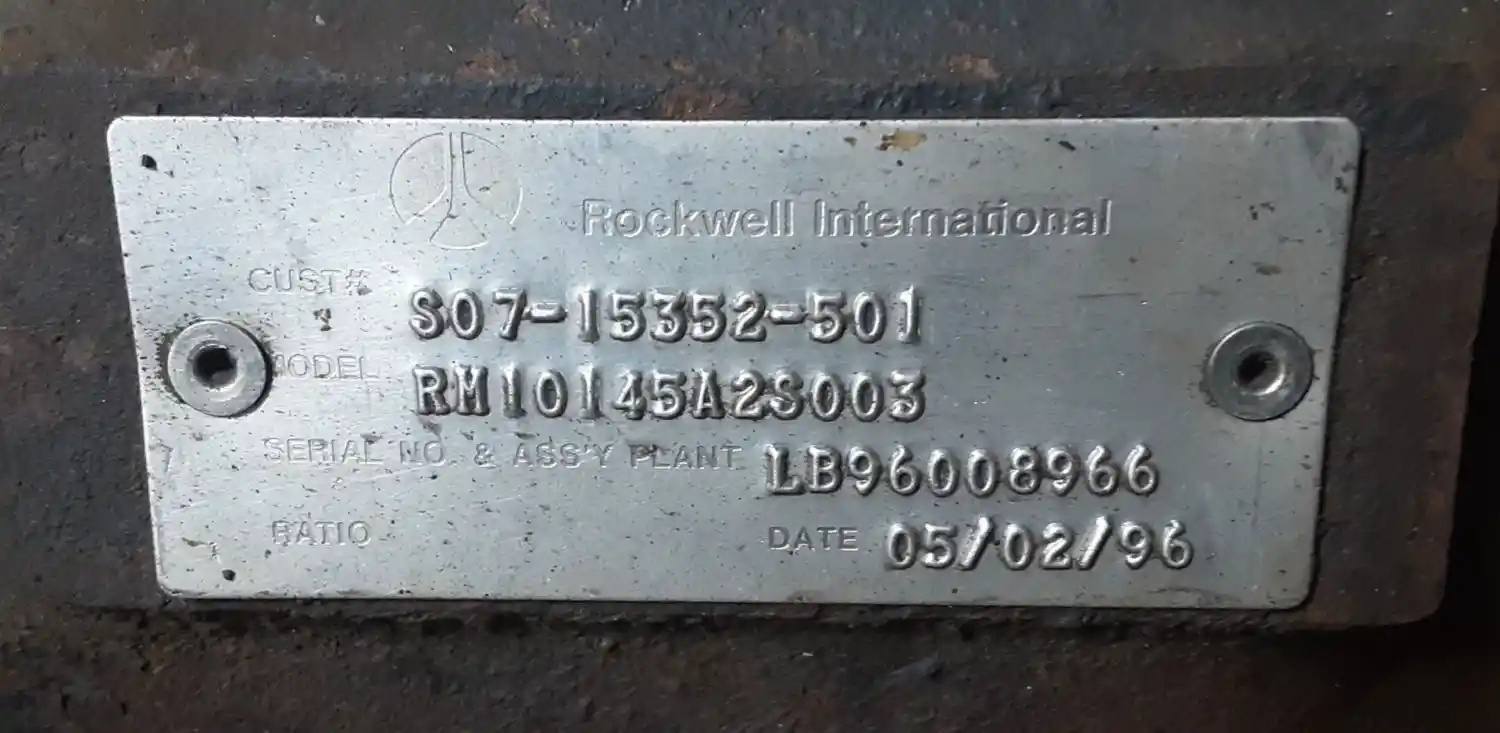 Rockwell International
CUST# S07-15352-501
MODEL RM10145A2S003
SERIAL NO. & ASS'Y PLANT LB96008966
RATIO DATE 05/02/96